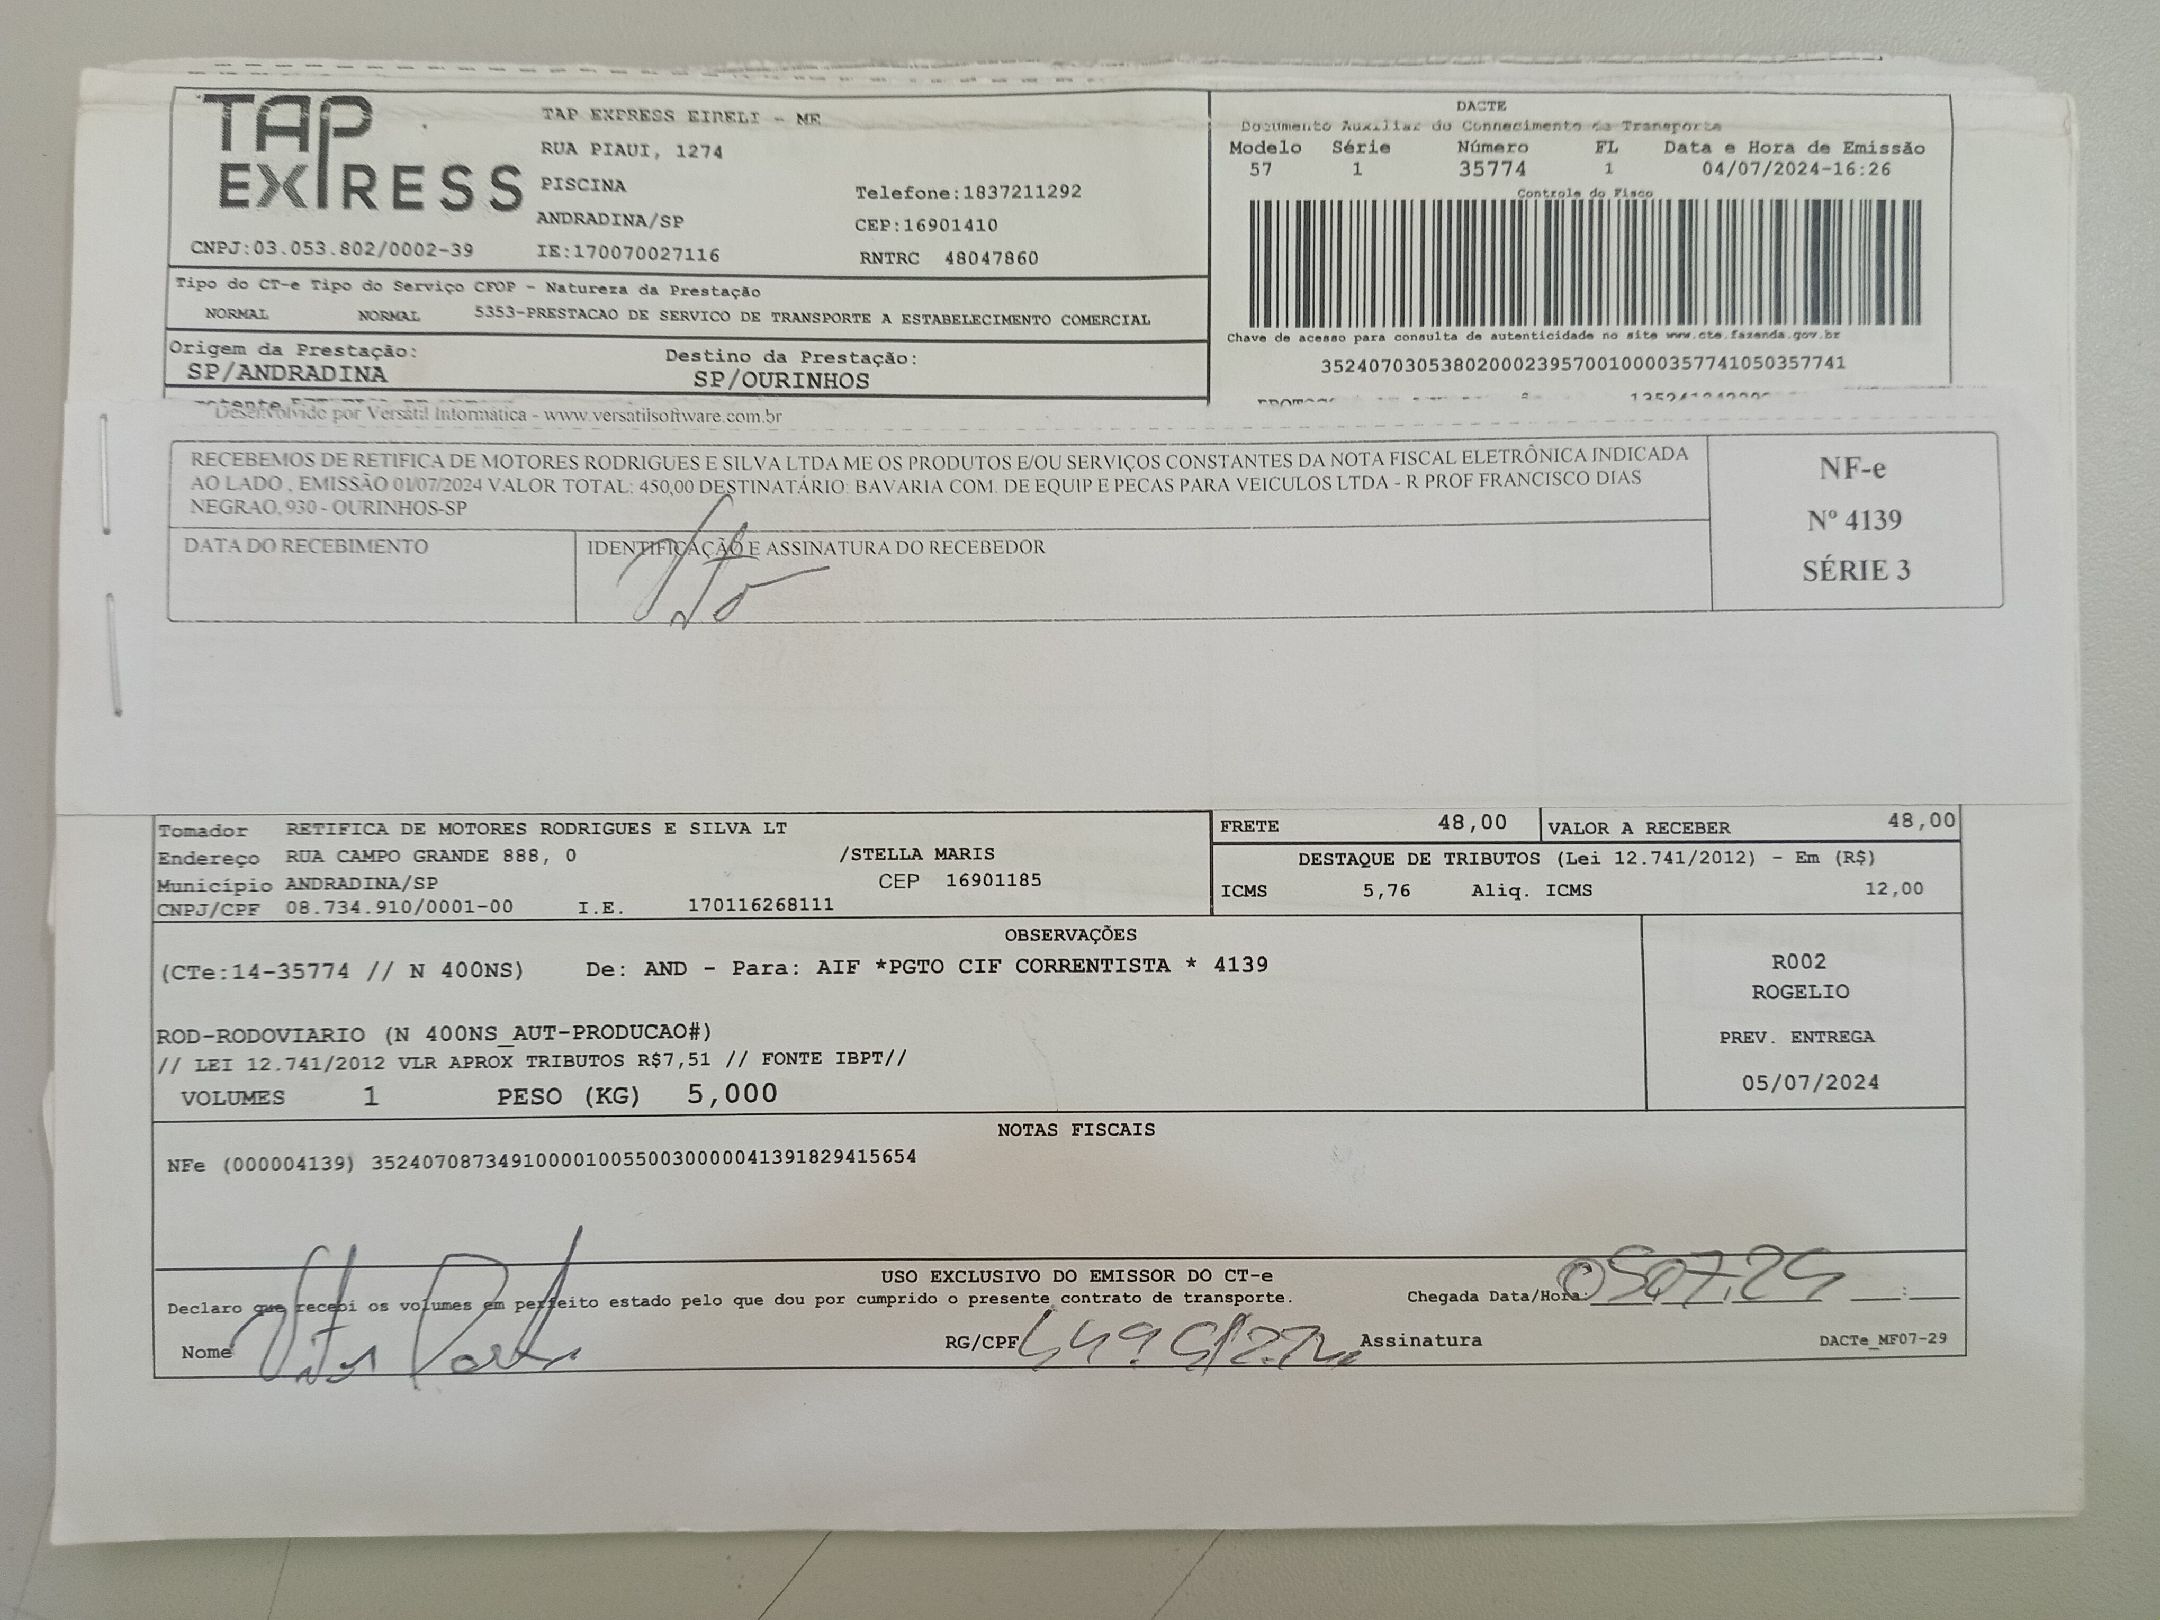 TAP EXPRESS
TAP EXPRESS EIRELI - ME
RUA PIAUI, 1274
PISCINA
Telefone:1837211292
ANDRADINA/SP
CEP:16901410
CNPJ:03.053.802/0002-39
IE:170070027116
RNTRC 48047860
DACTE
Documento Auxiliar do Connecimento de Transporte
Modelo Série Número FL Data e Hora de Emissão
57 1 35774 1 04/07/2024-16:26
Controle do Fisco
Chave de acesso para consulta de autenticidade no site www.cte.fazenda.gov.br
35240703053802000239570010000357741050357741
Tipo do CT-e Tipo do Serviço CFOP - Natureza da Prestação
NORMAL NORMAL 5353-PRESTACAO DE SERVICO DE TRANSPORTE A ESTABELECIMENTO COMERCIAL
Origem da Prestação:
SP/ANDRADINA
Destino da Prestação:
SP/OURINHOS
Desenvolvido por Versátil Informática - www.versatilsoftware.com.br
RECEBEMOS DE RETIFICA DE MOTORES RODRIGUES E SILVA LTDA ME OS PRODUTOS E/OU SERVIÇOS CONSTANTES DA NOTA FISCAL ELETRÔNICA INDICADA
AO LADO , EMISSÃO 01/07/2024 VALOR TOTAL: 450,00 DESTINATÁRIO: BAVARIA COM. DE EQUIP E PECAS PARA VEICULOS LTDA - R PROF FRANCISCO DIAS
NEGRAO, 930 - OURINHOS-SP
NF-e
Nº 4139
SÉRIE 3
DATA DO RECEBIMENTO
IDENTIFICAÇÃO E ASSINATURA DO RECEBEDOR
Tomador RETIFICA DE MOTORES RODRIGUES E SILVA LT
Endereço RUA CAMPO GRANDE 888, 0 /STELLA MARIS
Município ANDRADINA/SP CEP 16901185
CNPJ/CPF 08.734.910/0001-00 I.E. 170116268111
FRETE 48,00 VALOR A RECEBER 48,00
DESTAQUE DE TRIBUTOS (Lei 12.741/2012) - Em (R$)
ICMS 5,76 Aliq. ICMS 12,00
OBSERVAÇÕES
(CTe:14-35774 // N 400NS) De: AND - Para: AIF *PGTO CIF CORRENTISTA * 4139
ROD-RODOVIARIO (N 400NS_AUT-PRODUCAO#)
// LEI 12.741/2012 VLR APROX TRIBUTOS R$7,51 // FONTE IBPT//
VOLUMES 1 PESO (KG) 5,000
R002
ROGELIO
PREV. ENTREGA
05/07/2024
NOTAS FISCAIS
NFe (000004139) 35240708734910000100550030000041391829415654
USO EXCLUSIVO DO EMISSOR DO CT-e
Declaro que recebi os volumes em perfeito estado pelo que dou por cumprido o presente contrato de transporte.
Chegada Data/Hora: 05 07.24 :
Nome
RG/CPF
Assinatura
DACTe_MF07-29